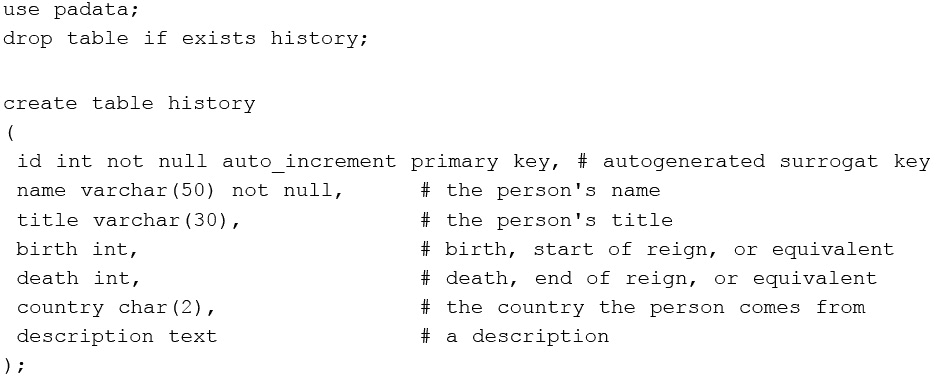 use padata;
drop table if exists history;
create table history
(
id int not null auto_increment primary key, # autogenerated surrogat key
name varchar(50) not null, # the person's name
title varchar(30), # the person's title
birth int, # birth, start of reign, or equivalent
death int, # death, end of reign, or equivalent
country char(2), # the country the person comes from
description text # a description
);